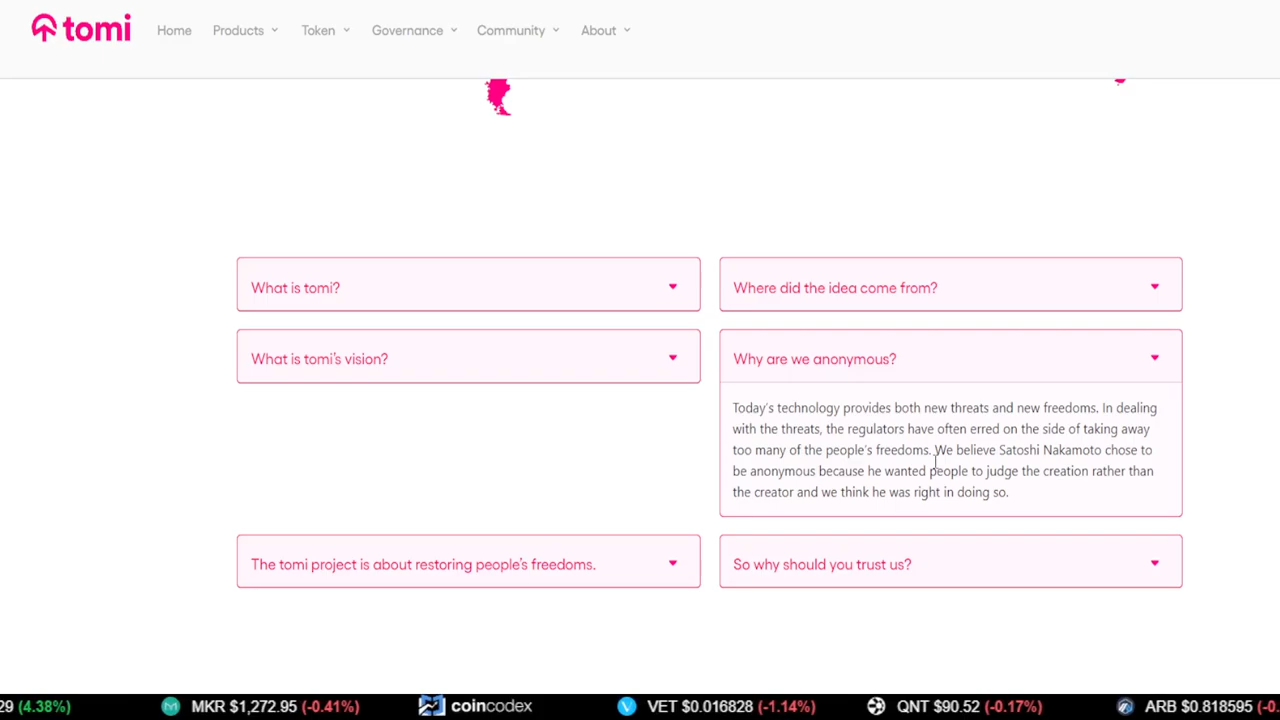 tomi
Home Products Token Governance Community About
What is tomi?
Where did the idea come from?
What is tomi's vision?
Why are we anonymous?
Today's technology provides both new threats and new freedoms. In dealing
with the threats, the regulators have often erred on the side of taking away
too many of the people's freedoms. We believe Satoshi Nakamoto chose to
be anonymous because he wanted people to judge the creation rather than
the creator and we think he was right in doing so.
The tomi project is about restoring people's freedoms.
So why should you trust us?
29 (4.38%) MKR $1,272.95 (-0.41%) coincodex VET $0.016828 (-1.14%) QNT $90.52 (-0.17%) ARB $0.818595 (-0.